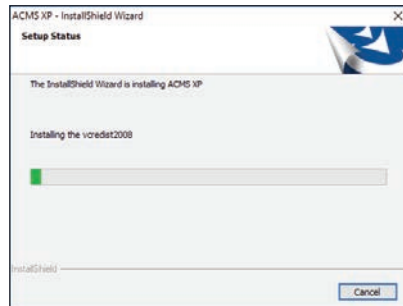 ACMS XP - InstallShield Wizard
Setup Status
The InstallShield Wizard is installing ACMS XP
Installing the vcredist2008
InstallShield
Cancel